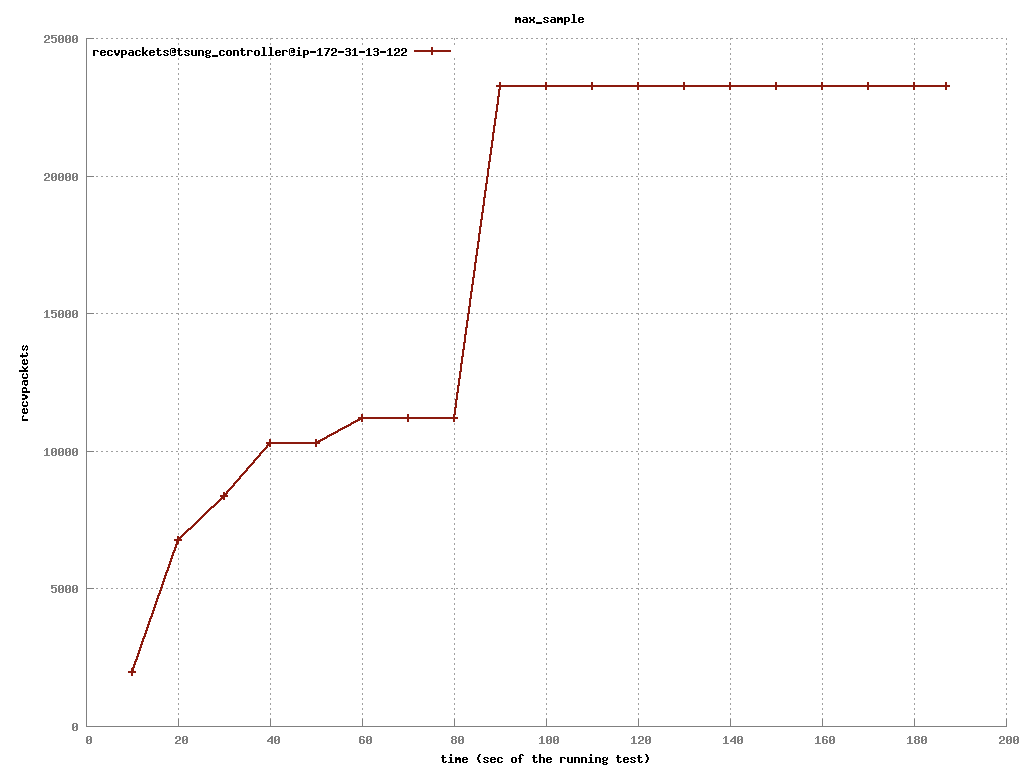 max_sample
25000
recvpackets@tsung_controller@ip-172-31-13-122
20000
15000
recvpackets
10000
5000
0
0 20 40 60 80 100 120 140 160 180 200
time (sec of the running test)